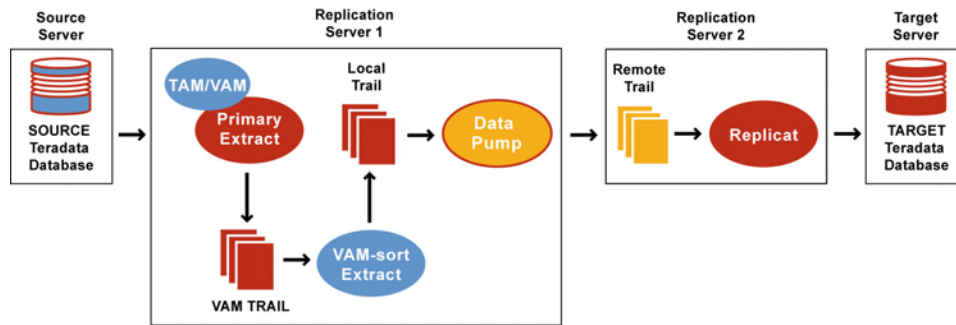 Source
Server
Replication
Server 1
Replication
Server 2
Target
Server
SOURCE
Teradata
Database
TAM/VAM
Primary
Extract
Local
Trail
Data
Pump
VAM TRAIL
VAM-sort
Extract
Remote
Trail
Replicat
TARGET
Teradata
Database